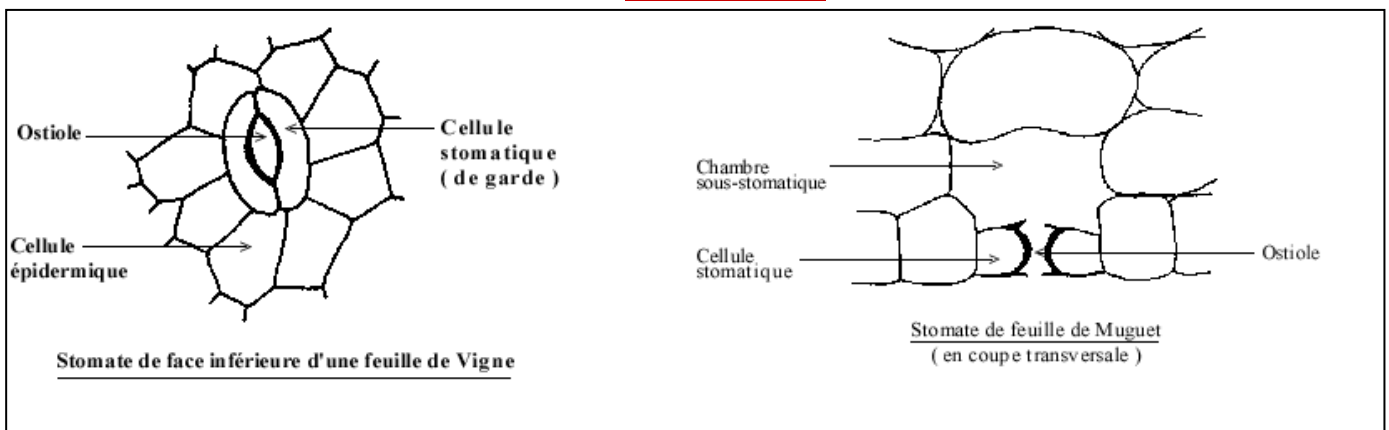 Ostiole
Cellule
stomatique
( de garde )
Cellule
épidermique
Stomate de face inférieure d'une feuille de Vigne
Chambre
sous-stomatique
Cellule
stomatique
Ostiole
Stomate de feuille de Muguet
( en coupe transversale )